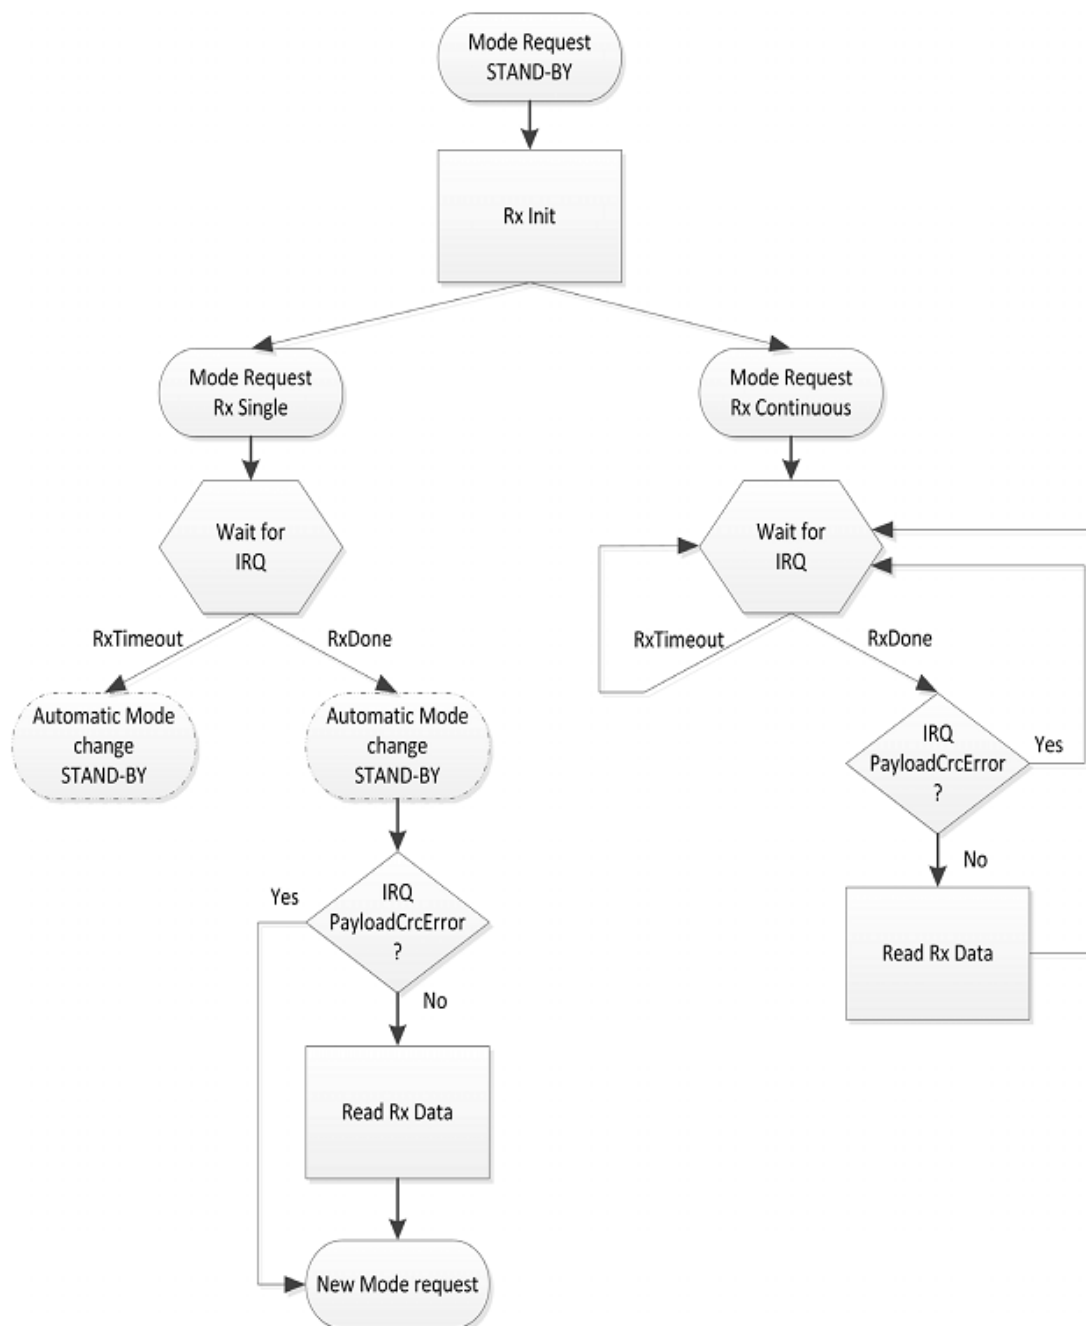 Mode Request
STAND-BY
Rx Init
Mode Request
Rx Single
Mode Request
Rx Continuous
Wait for
IRQ
Wait for
IRQ
RxTimeout
RxDone
RxTimeout
RxDone
Automatic Mode
change
STAND-BY
Automatic Mode
change
STAND-BY
IRQ
PayloadCrcError
?
Yes
No
Yes
IRQ
PayloadCrcError
?
No
Read Rx Data
Read Rx Data
New Mode request